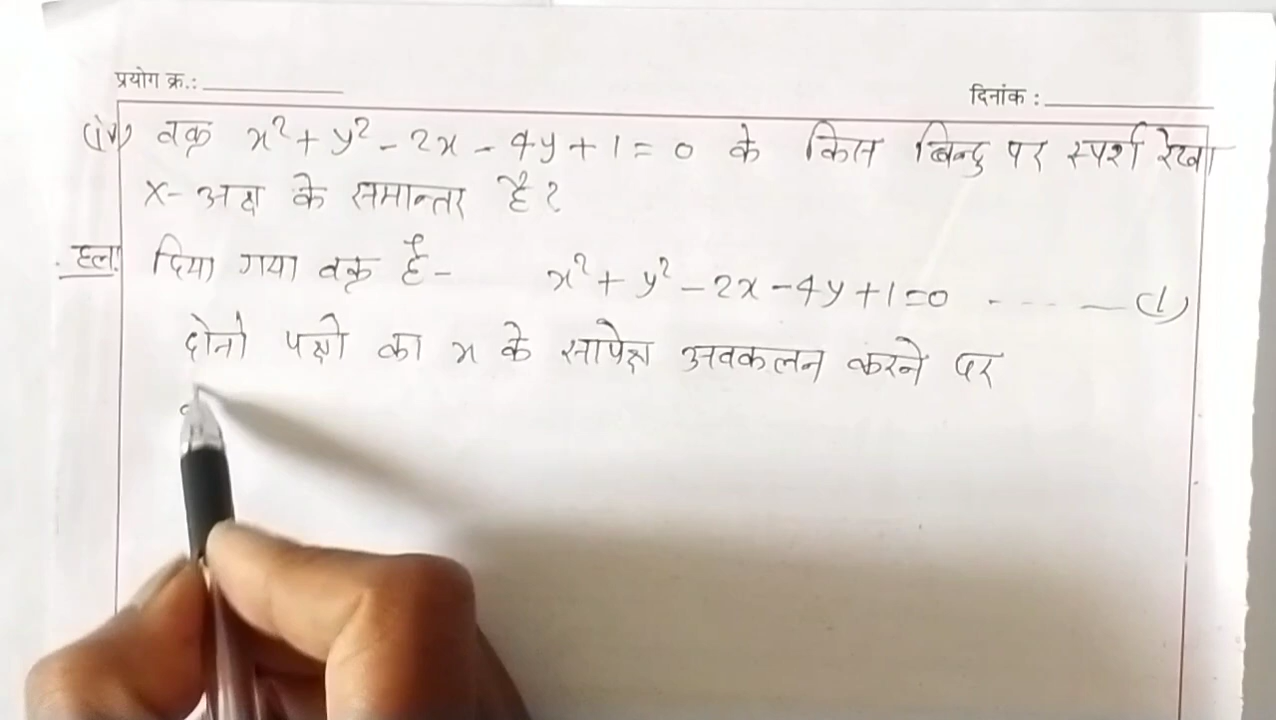 प्रयोग क्र.:
दिनांक :
(iv) वक्र x²+y²-2x-4y+1=0 के किस बिन्दु पर स्पर्श रेखा
x-अक्ष के समान्तर है?
हल: दिया गया वक्र है- x²+y²-2x-4y+1=0 ---- (1)
दोनो पक्षो का x के सापेक्ष अवकलन करने पर